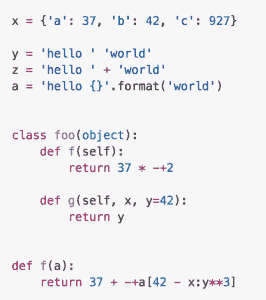 x = {'a': 37, 'b': 42, 'c': 927}

y = 'hello ' 'world'
z = 'hello ' + 'world'
a = 'hello {}'.format('world')


class foo(object):
    def f(self):
        return 37 * -+2

    def g(self, x, y=42):
        return y


def f(a):
    return 37 + -+a[42 - x:y**3]